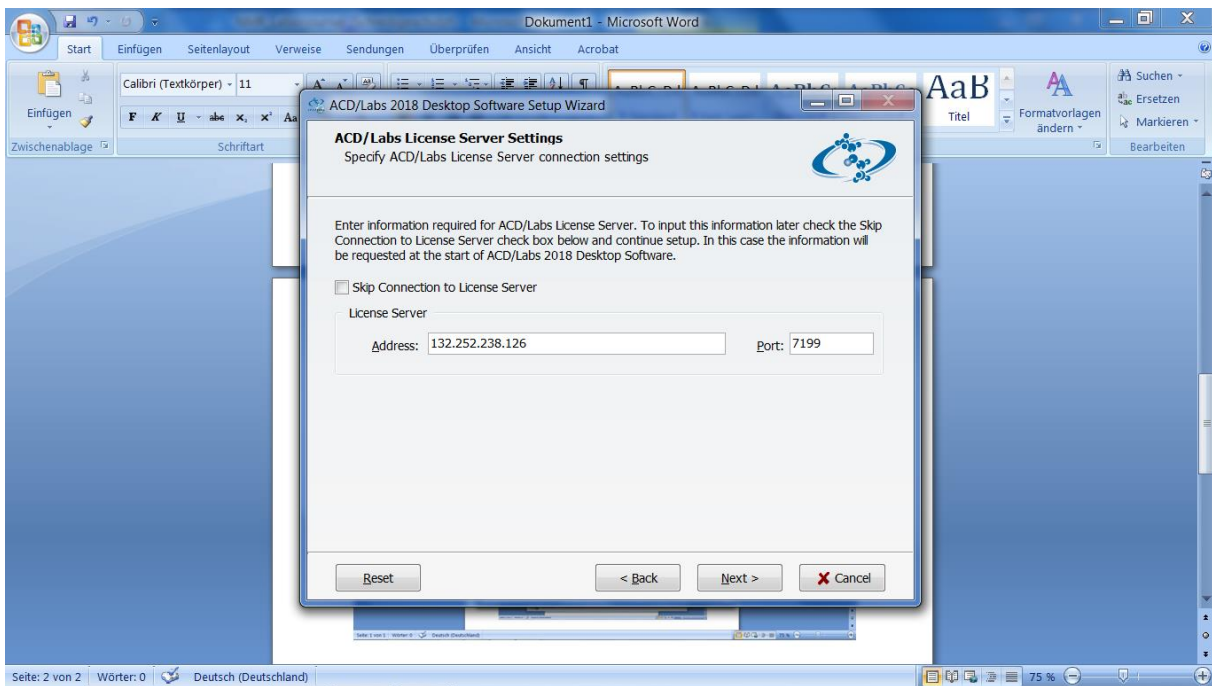 Dokument1 - Microsoft Word
Start Einfügen Seitenlayout Verweise Sendungen Überprüfen Ansicht Acrobat
Einfügen
Zwischenablage
Calibri (Textkörper) 11
F K U abc x, x² Aa
Schriftart
AaB
Titel
Formatvorlagen
ändern
Suchen
Ersetzen
Markieren
Bearbeiten
ACD/Labs 2018 Desktop Software Setup Wizard
ACD/Labs License Server Settings
Specify ACD/Labs License Server connection settings
Enter information required for ACD/Labs License Server. To input this information later check the Skip
Connection to License Server check box below and continue setup. In this case the information will
be requested at the start of ACD/Labs 2018 Desktop Software.
Skip Connection to License Server
License Server
Address: 132.252.238.126 Port: 7199
Reset < Back Next > Cancel
Seite: 2 von 2 Wörter: 0 Deutsch (Deutschland) 75 %